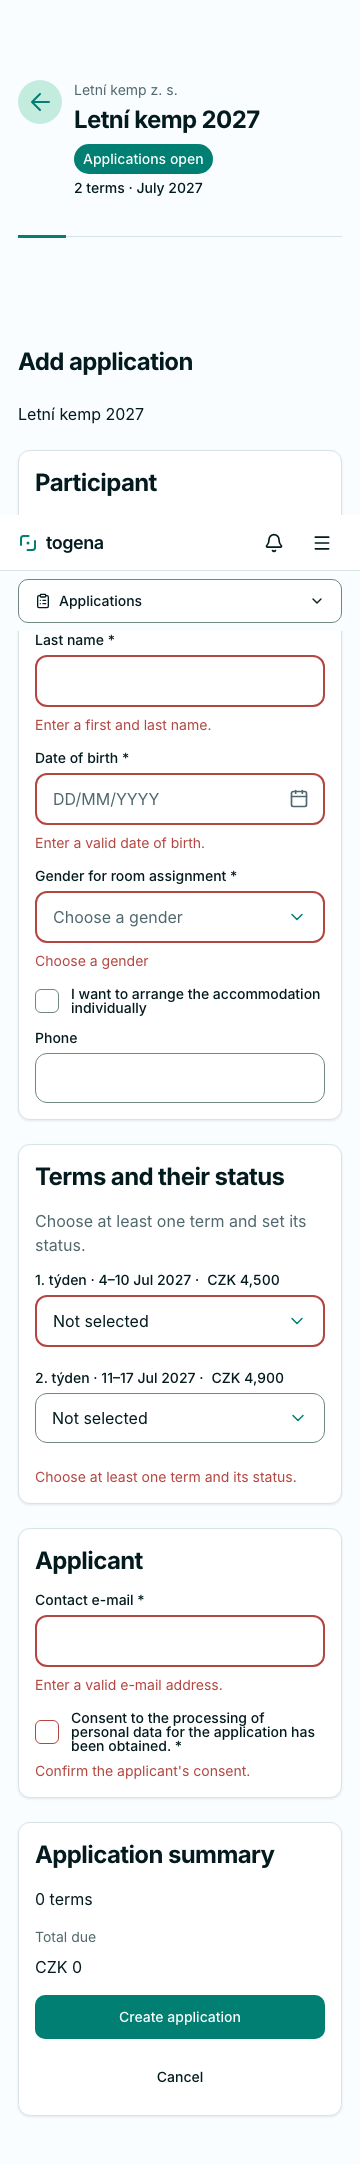 Letní kemp z. s.
Letní kemp 2027
Applications open
2 terms · July 2027
Add application
Letní kemp 2027
Participant
togena
Applications
Last name *
Enter a first and last name.
Date of birth *
DD/MM/YYYY
Enter a valid date of birth.
Gender for room assignment *
Choose a gender
Choose a gender
I want to arrange the accommodation
individually
Phone
Terms and their status
Choose at least one term and set its
status.
1. týden · 4–10 Jul 2027 · CZK 4,500
Not selected
2. týden · 11–17 Jul 2027 · CZK 4,900
Not selected
Choose at least one term and its status.
Applicant
Contact e-mail *
Enter a valid e-mail address.
Consent to the processing of
personal data for the application has
been obtained. *
Confirm the applicant's consent.
Application summary
0 terms
Total due
CZK 0
Create application
Cancel